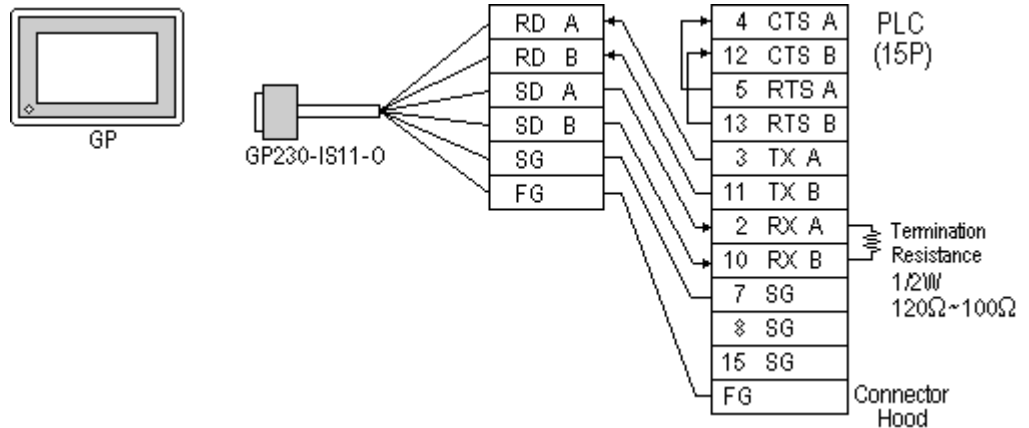 GP
GP230-IS11-O
RD A
RD B
SD A
SD B
SG
FG
4 CTS A
12 CTS B
5 RTS A
13 RTS B
3 TX A
11 TX B
2 RX A
10 RX B
7 SG
8 SG
15 SG
FG
PLC
(15P)
Termination
Resistance
1/2W
120Ω~100Ω
Connector
Hood